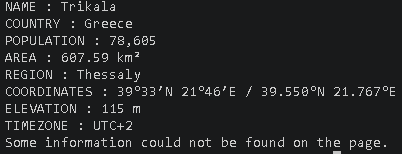 NAME : Trikala
COUNTRY : Greece
POPULATION : 78,605
AREA : 607.59 km²
REGION : Thessaly
COORDINATES : 39°33′N 21°46′E / 39.550°N 21.767°E
ELEVATION : 115 m
TIMEZONE : UTC+2
Some information could not be found on the page.